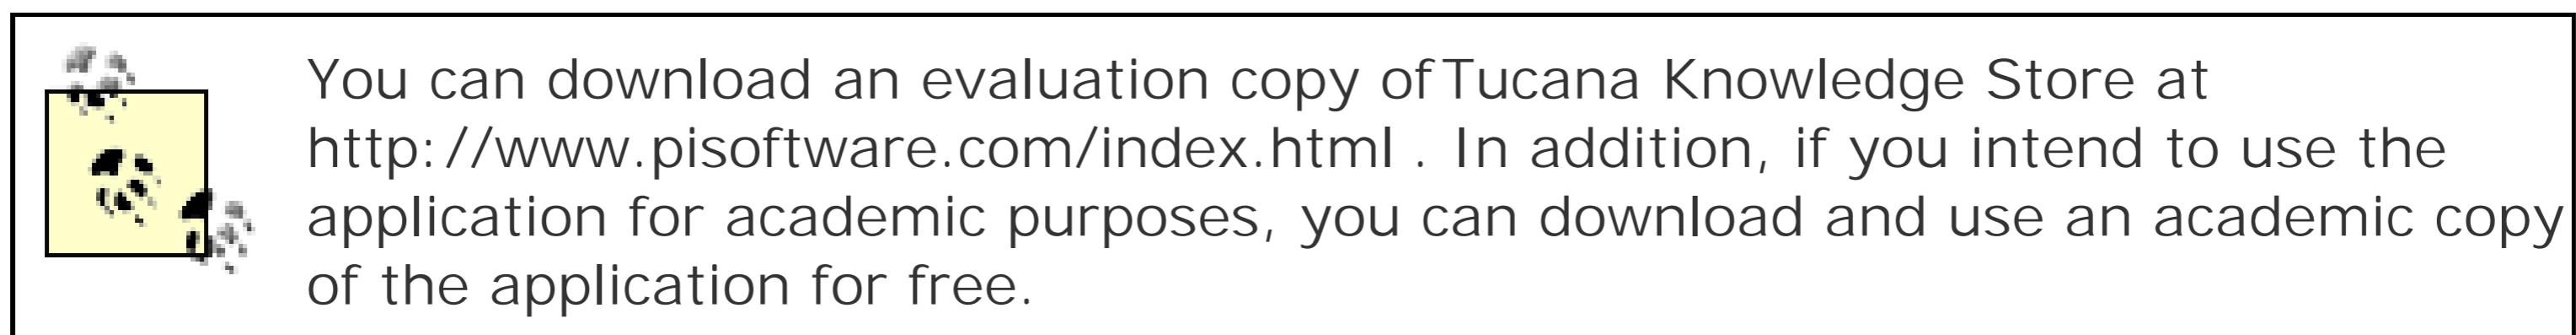 You can download an evaluation copy of Tucana Knowledge Store at
http://www.pisoftware.com/index.html . In addition, if you intend to use the
application for academic purposes, you can download and use an academic copy
of the application for free.